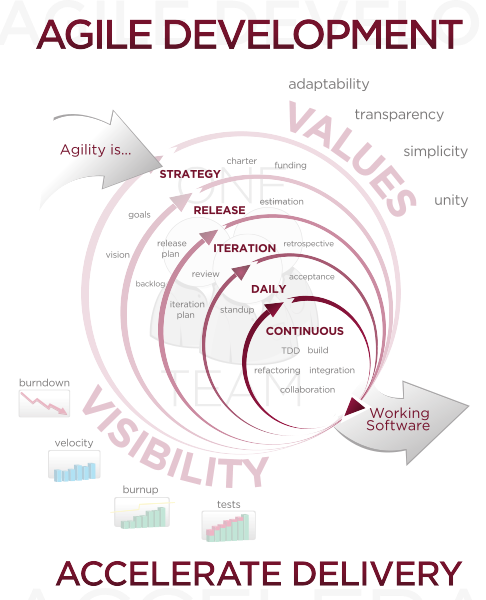 AGILE DEVELOPMENT
adaptability
VALUES
transparency
simplicity
unity
Agility is...
ONE
STRATEGY
charter
funding
goals
RELEASE
estimation
vision
release
plan
ITERATION
retrospective
backlog
review
DAILY
acceptance
iteration
plan
standup
CONTINUOUS
TDD build
refactoring integration
collaboration
TEAM
Working
Software
burndown
VISIBILITY
velocity
burnup
tests
ACCELERATE DELIVERY